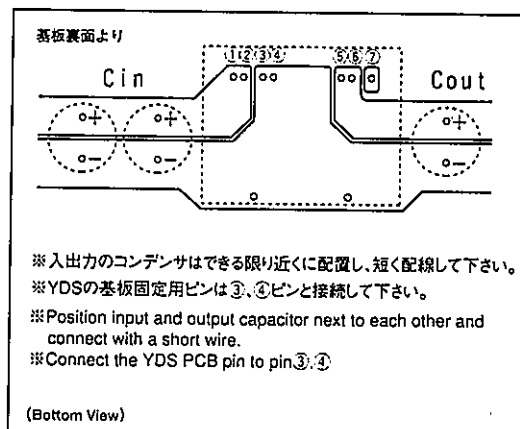 基板裏面より
①②③④ ⑤⑥⑦
Cin Cout
+ + +
− − −
※入出力のコンデンサはできる限り近くに配置し、短く配線して下さい。
※YDSの基板固定用ピンは③、④ピンと接続して下さい。
※Position input and output capacitor next to each other and
connect with a short wire.
※Connect the YDS PCB pin to pin③,④
(Bottom View)